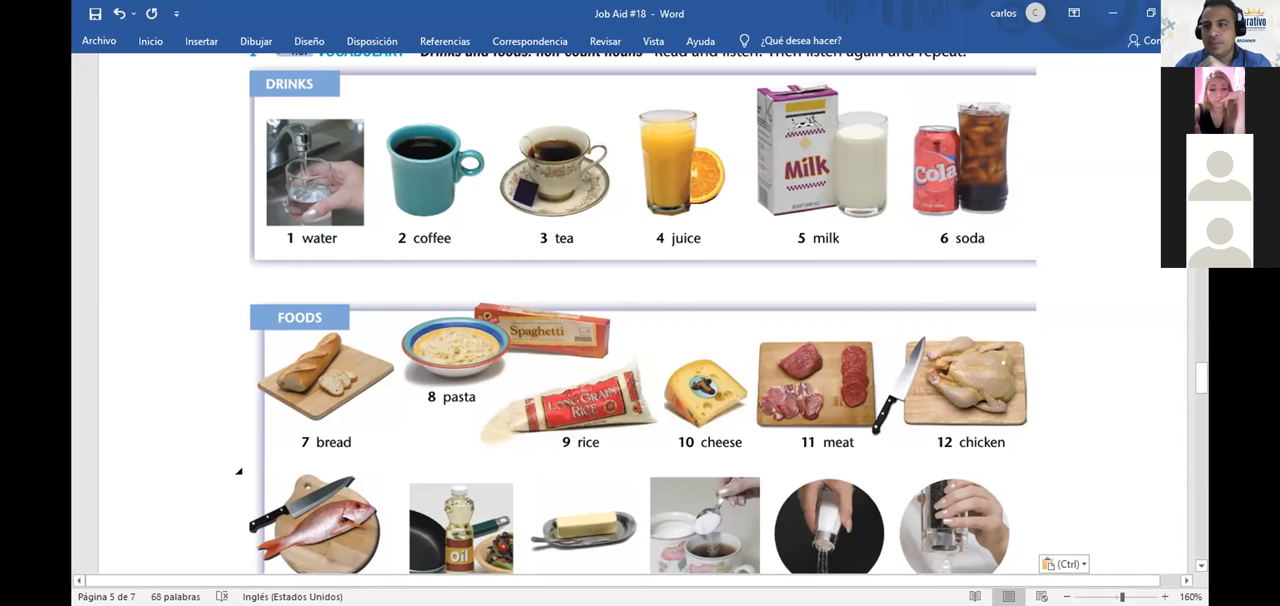 Job Aid #18 - Word
carlos
C
Archivo Inicio Insertar Dibujar Diseño Disposición Referencias Correspondencia Revisar Vista Ayuda ¿Qué desea hacer?
Drinks and foods: non-count nouns Read and listen. Then listen again and repeat.
DRINKS
Milk
Cola
1 water
2 coffee
3 tea
4 juice
5 milk
6 soda
FOODS
Spaghetti
8 pasta
LONG GRAIN
RICE
7 bread
9 rice
10 cheese
11 meat
12 chicken
Oil
(Ctrl)
Página 5 de 7 68 palabras Inglés (Estados Unidos) 160%